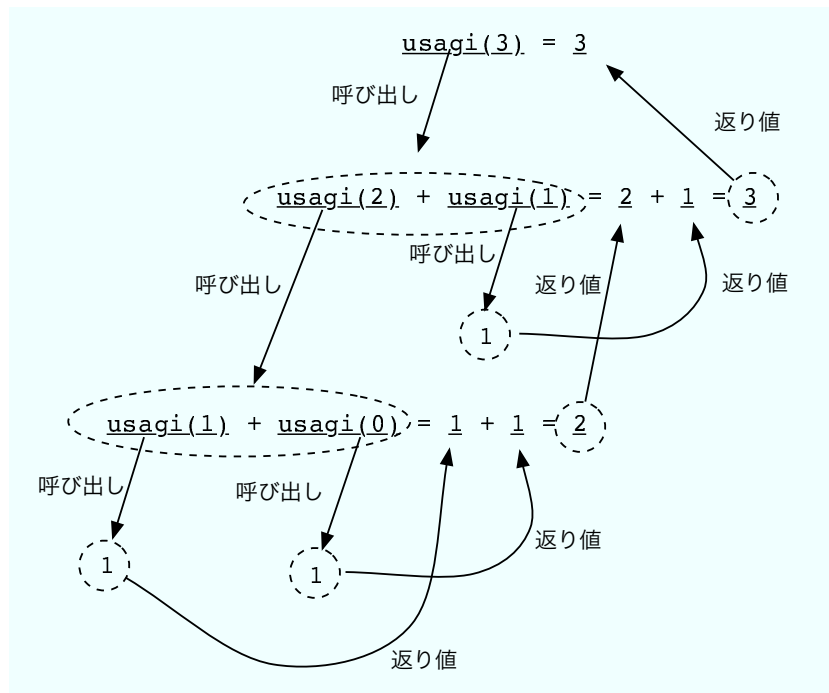 usagi(3) = 3
呼び出し
返り値
usagi(2) + usagi(1) = 2 + 1 = 3
呼び出し
呼び出し
返り値
返り値
1
usagi(1) + usagi(0) = 1 + 1 = 2
呼び出し
呼び出し
返り値
1
1
返り値